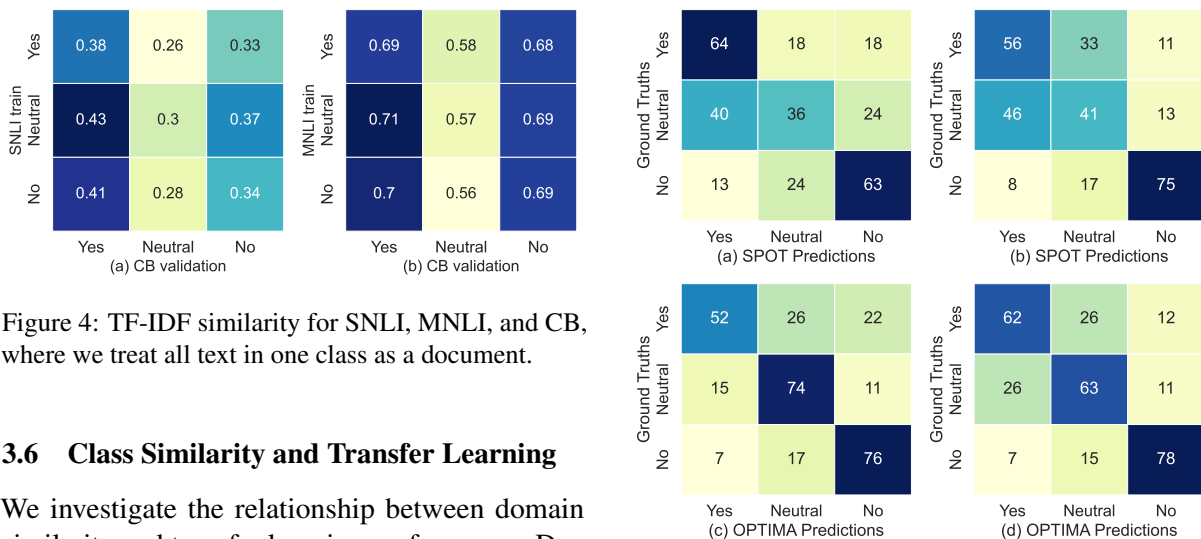 Yes 0.38 0.26 0.33
SNLI train
Neutral 0.43 0.3 0.37
No 0.41 0.28 0.34
Yes Neutral No
(a) CB validation
Yes 0.69 0.58 0.68
MNLI train
Neutral 0.71 0.57 0.69
No 0.7 0.56 0.69
Yes Neutral No
(b) CB validation
Figure 4: TF-IDF similarity for SNLI, MNLI, and CB,
where we treat all text in one class as a document.
3.6 Class Similarity and Transfer Learning
We investigate the relationship between domain
Yes 64 18 18
Ground Truths
Neutral 40 36 24
No 13 24 63
Yes Neutral No
(a) SPOT Predictions
Yes 56 33 11
Ground Truths
Neutral 46 41 13
No 8 17 75
Yes Neutral No
(b) SPOT Predictions
Yes 52 26 22
Ground Truths
Neutral 15 74 11
No 7 17 76
Yes Neutral No
(c) OPTIMA Predictions
Yes 62 26 12
Ground Truths
Neutral 26 63 11
No 7 15 78
Yes Neutral No
(d) OPTIMA Predictions